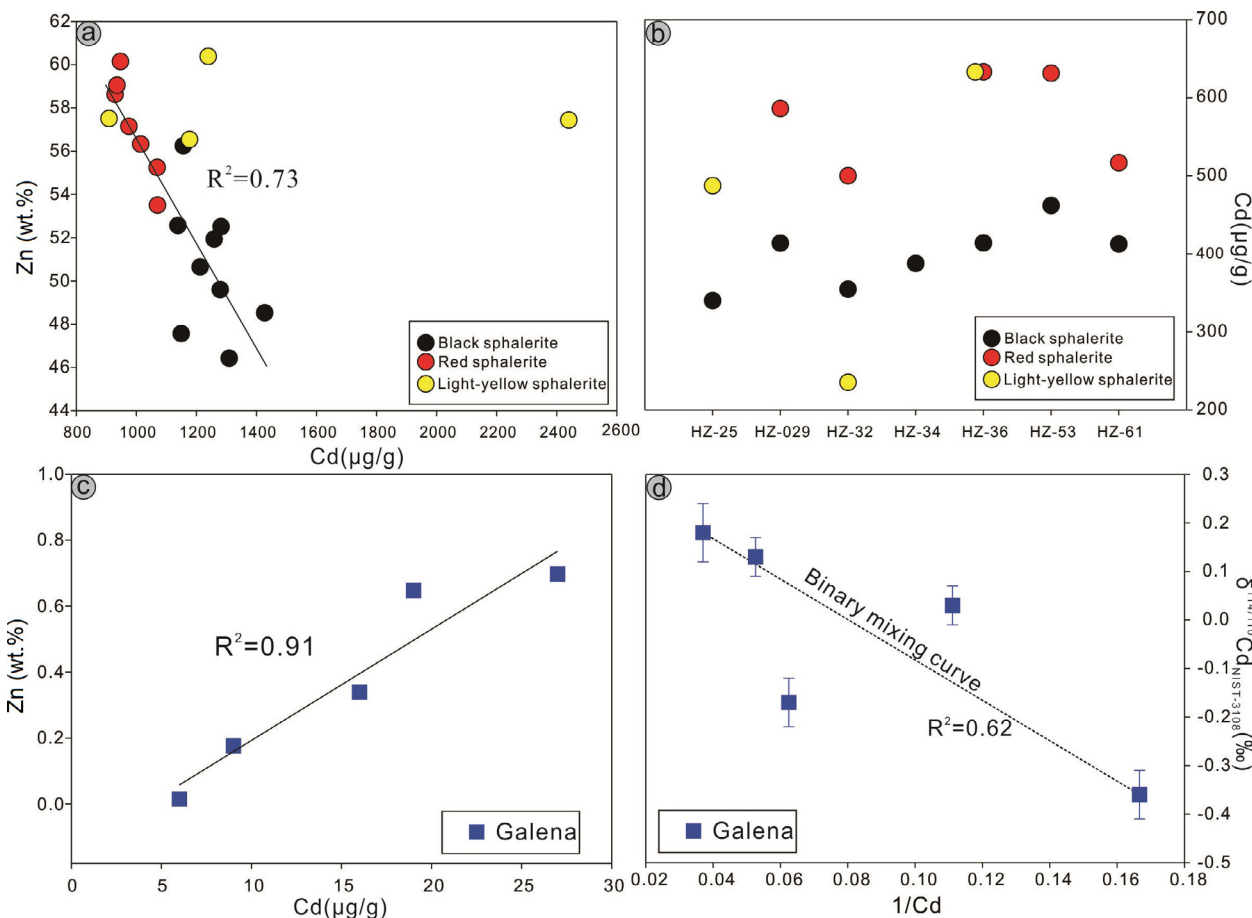 a
62
60
58
56
54
52
50
48
46
44
Zn (wt.%)
R²=0.73
Black sphalerite
Red sphalerite
Light-yellow sphalerite
800 1000 1200 1400 1600 1800 2000 2200 2400 2600
Cd(μg/g)
b
700
600
500
400
300
200
Cd(μg/g)
Black sphalerite
Red sphalerite
Light-yellow sphalerite
HZ-25 HZ-029 HZ-32 HZ-34 HZ-36 HZ-53 HZ-61
c
1.0
0.8
0.6
0.4
0.2
0.0
Zn (wt.%)
R²=0.91
Galena
0 5 10 15 20 25 30
Cd(μg/g)
d
0.3
0.2
0.1
0.0
-0.1
-0.2
-0.3
-0.4
-0.5
δ¹¹⁴/¹¹⁰Cd NIST-3108 (‰)
Binary mixing curve
R²=0.62
Galena
0.02 0.04 0.06 0.08 0.10 0.12 0.14 0.16 0.18
1/Cd